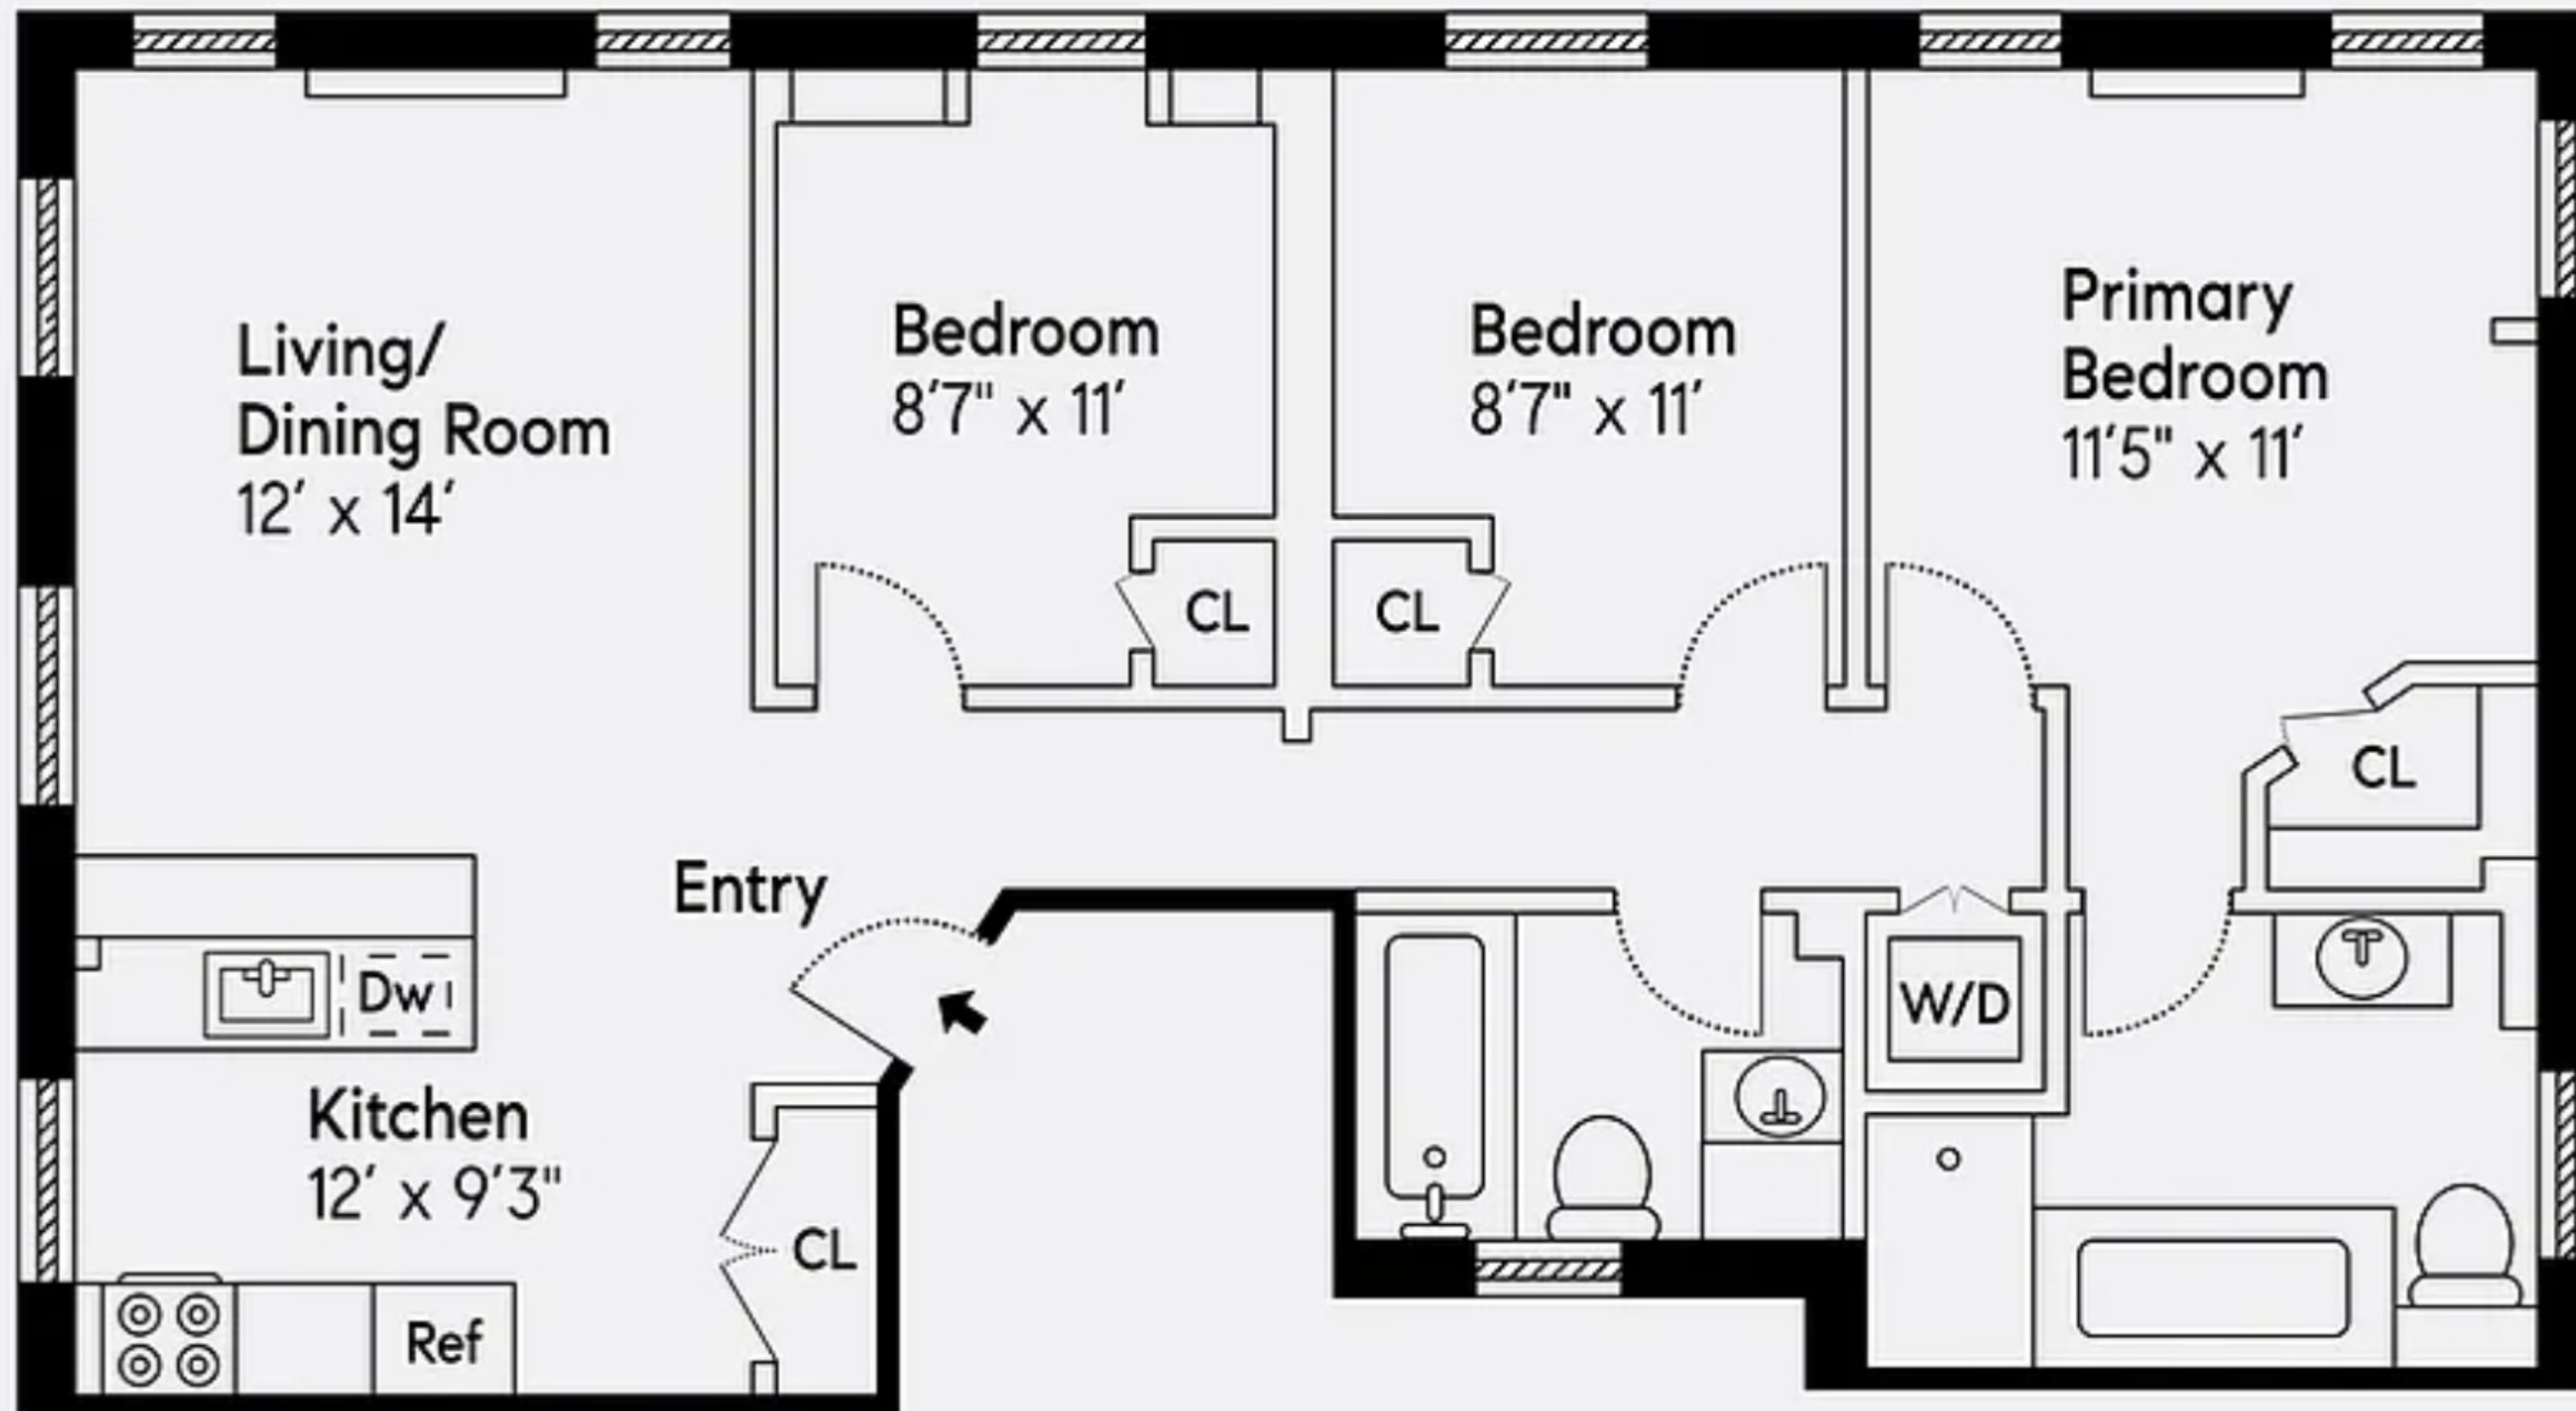 Living/
Dining Room
12′ x 14′
Bedroom
8′7" x 11′
Bedroom
8′7" x 11′
Primary
Bedroom
11′5" x 11′
CL
CL
CL
Entry
Dw
W/D
Kitchen
12′ x 9′3"
CL
Ref